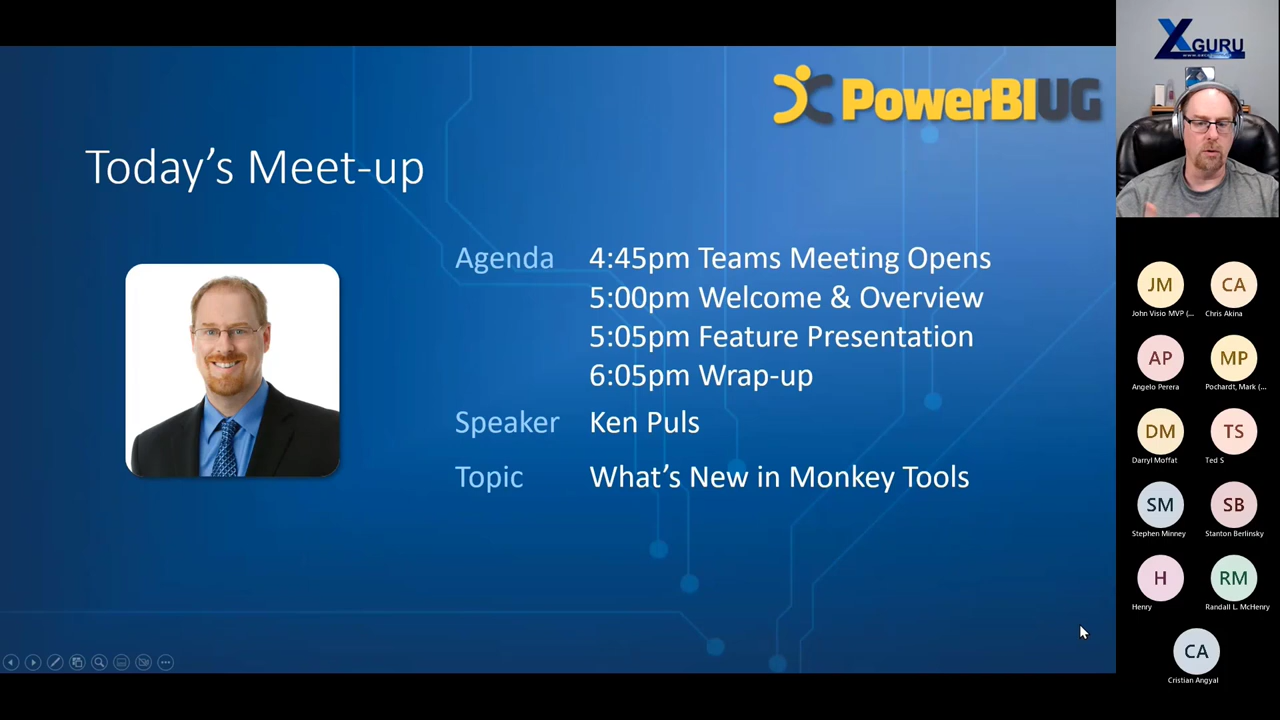 PowerBIUG
Today's Meet-up
Agenda 4:45pm Teams Meeting Opens
5:00pm Welcome & Overview
5:05pm Feature Presentation
6:05pm Wrap-up
Speaker Ken Puls
Topic What's New in Monkey Tools
XGURU
JM CA
John Visio MVP (... Chris Akina
AP MP
Angelo Perera Pochardt, Mark (...
DM TS
Darryl Moffat Ted S
SM SB
Stephen Minney Stanton Berlinsky
H RM
Henry Randall L. McHenry
CA
Cristian Angyal